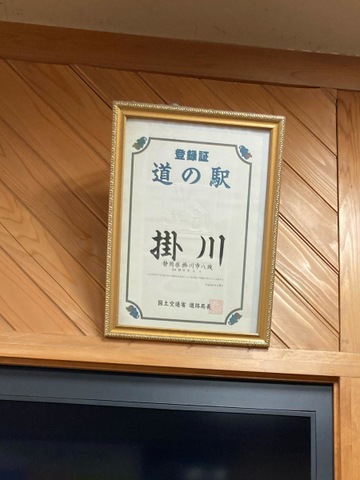 登録証
道の駅
掛川
静岡県掛川市八坂
国土交通省 道路局長